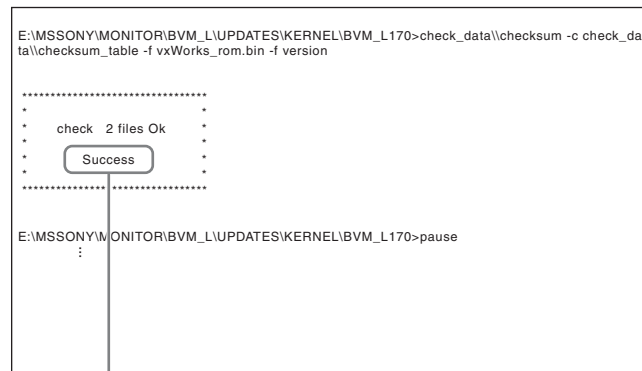 E:\MSSONY\MONITOR\BVM_L\UPDATES\KERNEL\BVM_L170>check_data\\checksum -c check_da
ta\\checksum_table -f vxWorks_rom.bin -f version
*********************************
* *
* check 2 files Ok *
* *
* Success *
* *
*********************************
E:\MSSONY\MONITOR\BVM_L\UPDATES\KERNEL\BVM_L170>pause
⋮